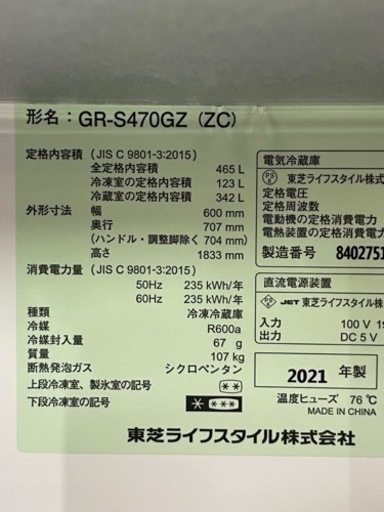 形名：GR-S470GZ (ZC)
定格内容積（JIS C 9801-3:2015）
全定格内容積 465 L
冷凍室の定格内容積 123 L
冷蔵室の定格内容積 342 L
外形寸法 幅 600 mm
奥行 707 mm
(ハンドル・調整脚除く 704 mm)
高さ 1833 mm
消費電力量（JIS C 9801-3:2015）
50Hz 235 kWh/年
60Hz 235 kWh/年
種類 冷凍冷蔵庫
冷媒 R600a
冷媒封入量 67 g
質量 107 kg
断熱発泡ガス シクロペンタン
上段冷凍室、製氷室の記号 **
下段冷凍室の記号 ****
電気冷蔵庫
PS E 東芝ライフスタイル株式
定格電圧
定格周波数
電動機の定格消費電力
電熱装置の定格消費電力
製造番号 8402751
直流電源装置
JET 東芝ライフスタイル株
入力 100 V
出力 DC 5 V
2021 年製
温度ヒューズ 76℃
MADE IN CHINA
東芝ライフスタイル株式会社